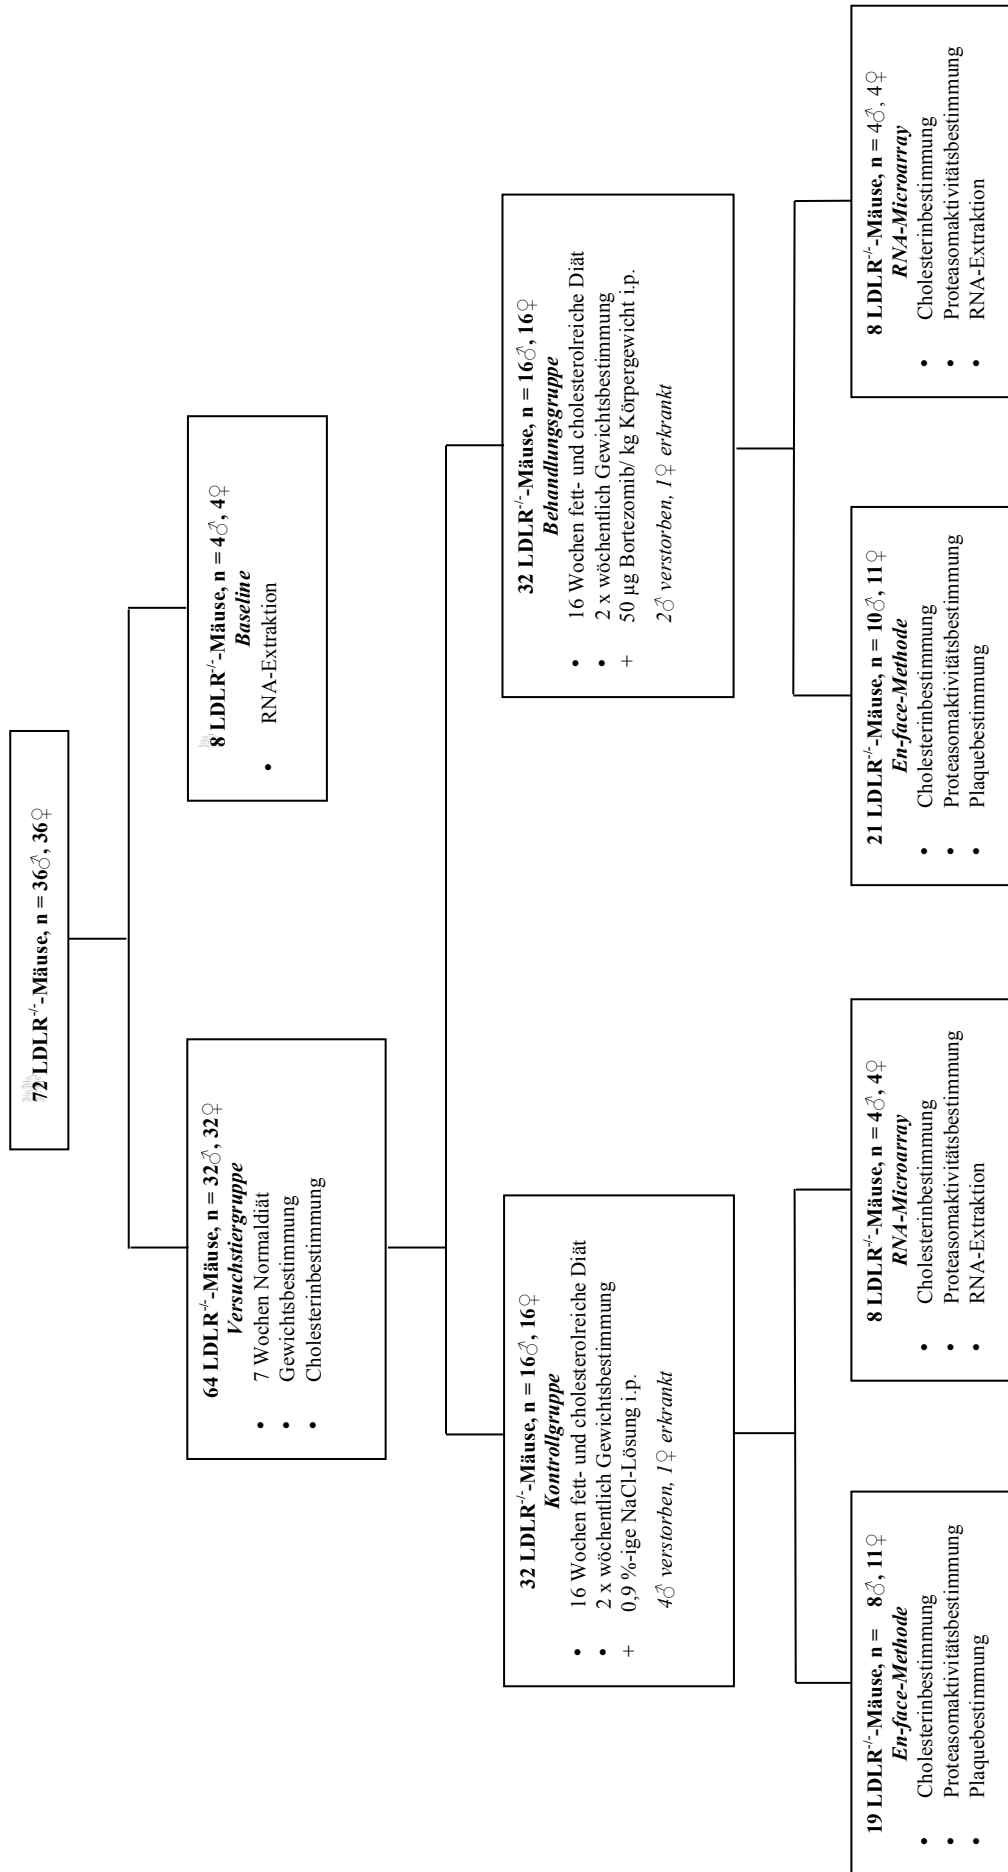 72 LDLR-/--Mäuse, n = 36♂, 36♀
64 LDLR-/--Mäuse, n = 32♂, 32♀
Versuchstiergruppe
• 7 Wochen Normaldiät
• Gewichtsbestimmung
• Cholesterinbestimmung
8 LDLR-/--Mäuse, n = 4♂, 4♀
Baseline
• RNA-Extraktion
32 LDLR-/--Mäuse, n = 16♂, 16♀
Kontrollgruppe
• 16 Wochen fett- und cholesterolreiche Diät
• 2 x wöchentlich Gewichtsbestimmung
+ 0,9 %-ige NaCl-Lösung i.p.
4♂ verstorben, 1♀ erkrankt
32 LDLR-/--Mäuse, n = 16♂, 16♀
Behandlungsgruppe
• 16 Wochen fett- und cholesterolreiche Diät
• 2 x wöchentlich Gewichtsbestimmung
+ 50 µg Bortezomib/ kg Körpergewicht i.p.
2♂ verstorben, 1♀ erkrankt
19 LDLR-/--Mäuse, n = 8♂, 11♀
En-face-Methode
• Cholesterinbestimmung
• Proteasomaktivitätsbestimmung
• Plaquebestimmung
8 LDLR-/--Mäuse, n = 4♂, 4♀
RNA-Microarray
• Cholesterinbestimmung
• Proteasomaktivitätsbestimmung
• RNA-Extraktion
21 LDLR-/--Mäuse, n = 10♂, 11♀
En-face-Methode
• Cholesterinbestimmung
• Proteasomaktivitätsbestimmung
• Plaquebestimmung
8 LDLR-/--Mäuse, n = 4♂, 4♀
RNA-Microarray
• Cholesterinbestimmung
• Proteasomaktivitätsbestimmung
• RNA-Extraktion